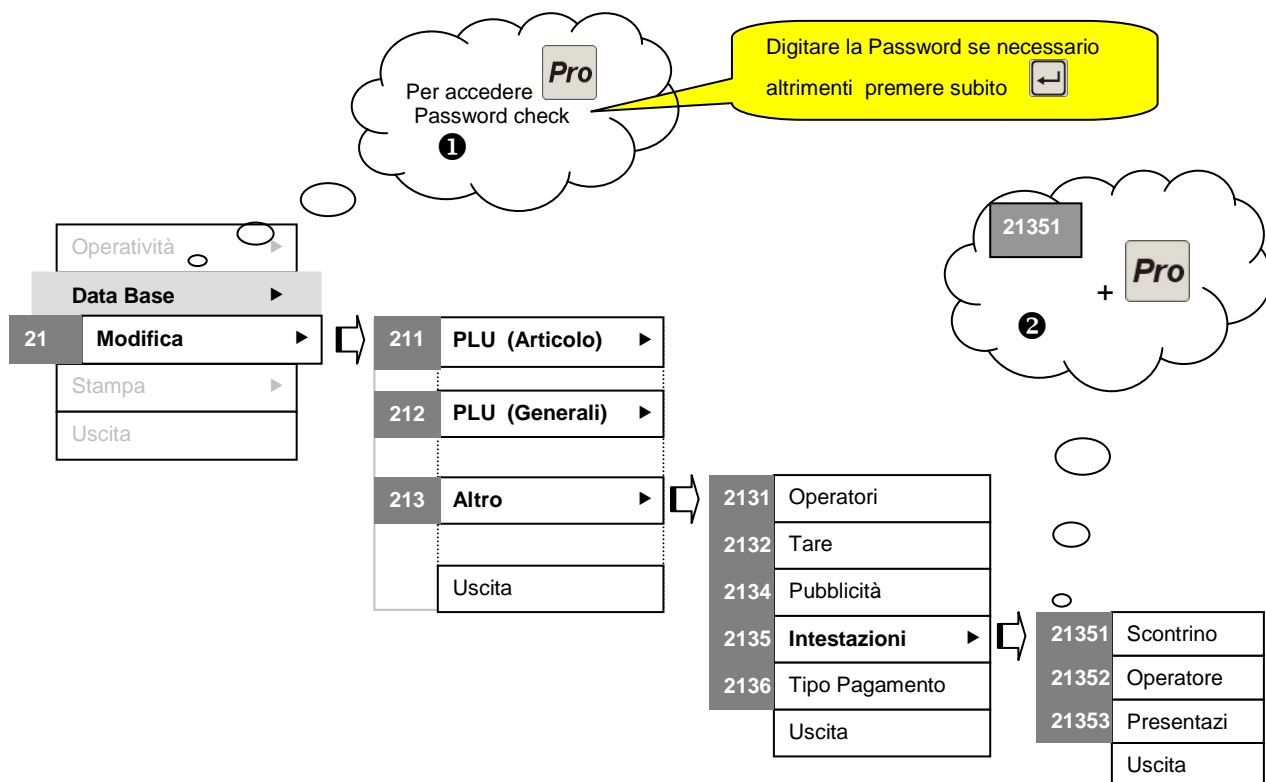 Pro
Per accedere
Password check
❶
Digitare la Password se necessario
altrimenti premere subito
21351
+ Pro
❷
Operatività
Data Base
21 Modifica
Stampa
Uscita
211 PLU (Articolo)
212 PLU (Generali)
213 Altro
Uscita
2131 Operatori
2132 Tare
2134 Pubblicità
2135 Intestazioni
2136 Tipo Pagamento
Uscita
21351 Scontrino
21352 Operatore
21353 Presentazi
Uscita